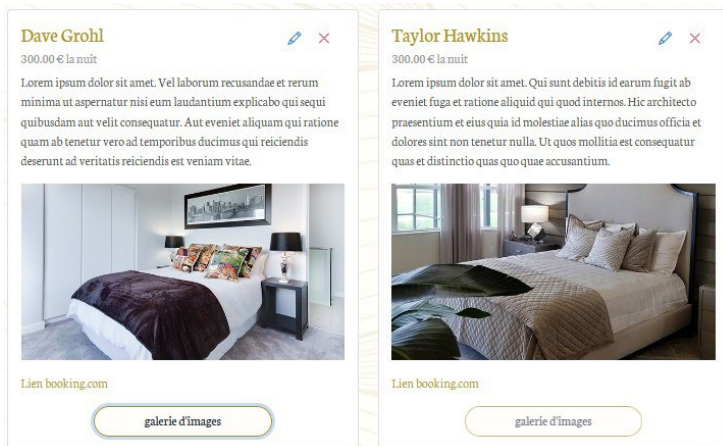 Dave Grohl
300.00 € la nuit
Lorem ipsum dolor sit amet. Vel laborum recusandae et rerum
minima ut aspernatur nisi eum laudantium explicabo qui sequi
quibusdam aut velit consequatur. Aut eveniet aliquam qui ratione
quam ab tenetur vero ad temporibus ducimus qui reiciendis
deserunt ad veritatis reiciendis est veniam vitae.
Lien booking.com
galerie d'images
Taylor Hawkins
300.00 € la nuit
Lorem ipsum dolor sit amet. Qui sunt debitis id earum fugit ab
eveniet fuga et ratione aliquid qui quod internos. Hic architecto
praesentium et eius quia id molestiae alias quo ducimus officia et
dolores sint non tenetur nulla. Ut quos mollitia est consequatur
quas et distinctio quas quo quae accusantium.
Lien booking.com
galerie d'images